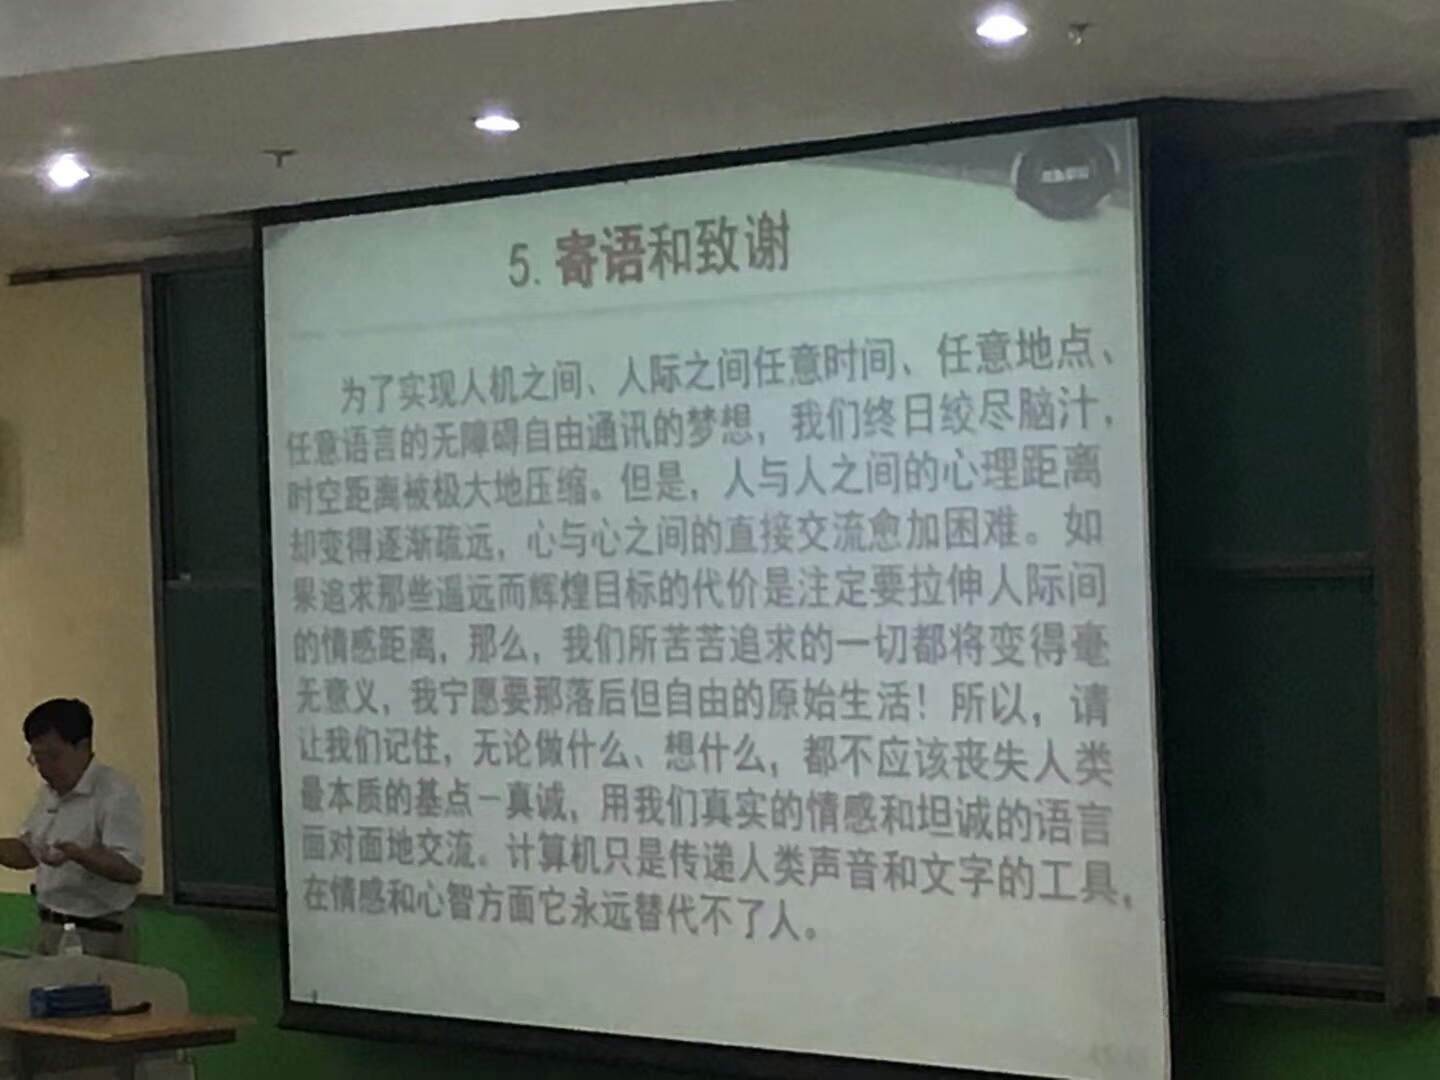 5. 寄语和致谢
为了实现人机之间、人际之间任意时间、任意地点、
任意语言的无障碍自由通讯的梦想，我们终日绞尽脑汁，
时空距离被极大地压缩。但是，人与人之间的心理距离
却变得逐渐疏远，心与心之间的直接交流愈加困难。如
果追求那些遥远而辉煌目标的代价是注定要拉伸人际间
的情感距离，那么，我们所苦苦追求的一切都将变得毫
无意义，我宁愿要那落后但自由的原始生活！所以，请
让我们记住，无论做什么、想什么，都不应该丧失人类
最本质的基点－真诚，用我们真实的情感和坦诚的语言
面对面地交流。计算机只是传递人类声音和文字的工具，
在情感和心智方面它永远替代不了人。